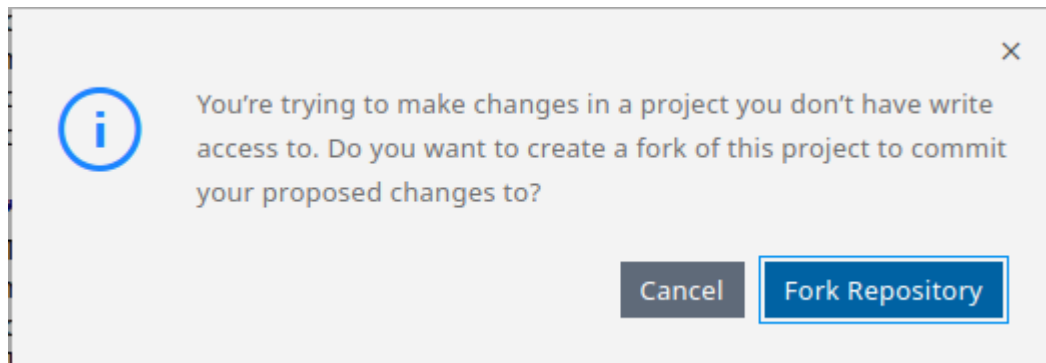 You’re trying to make changes in a project you don’t have write
access to. Do you want to create a fork of this project to commit
your proposed changes to?
Cancel
Fork Repository